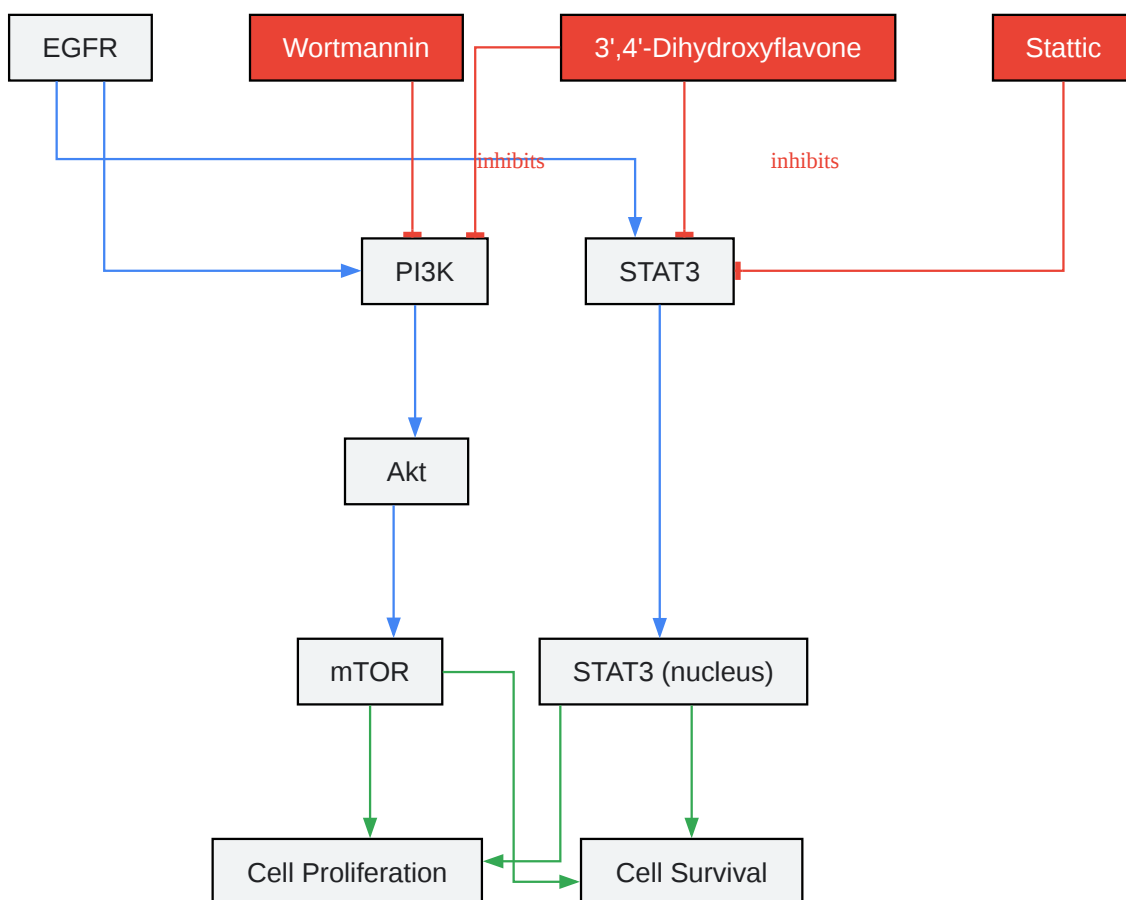 EGFR
Wortmannin
3',4'-Dihydroxyflavone
Stattic
inhibits
inhibits
PI3K
STAT3
Akt
mTOR
STAT3 (nucleus)
Cell Proliferation
Cell Survival